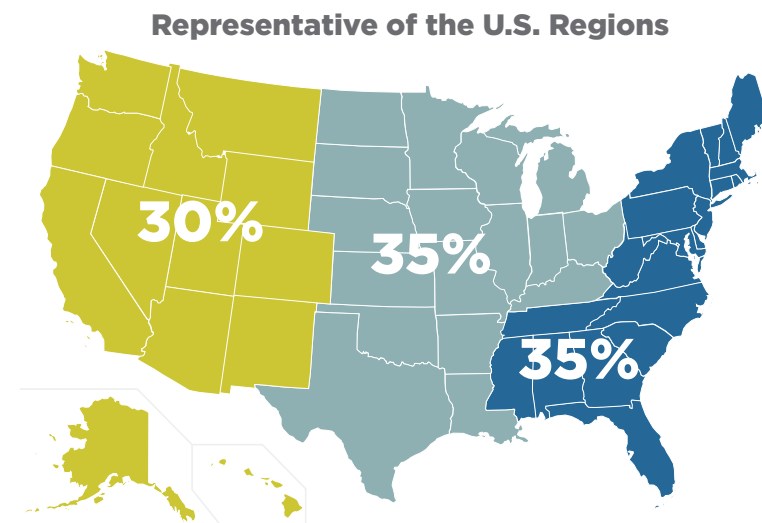 Representative of the U.S. Regions
30%
35%
35%